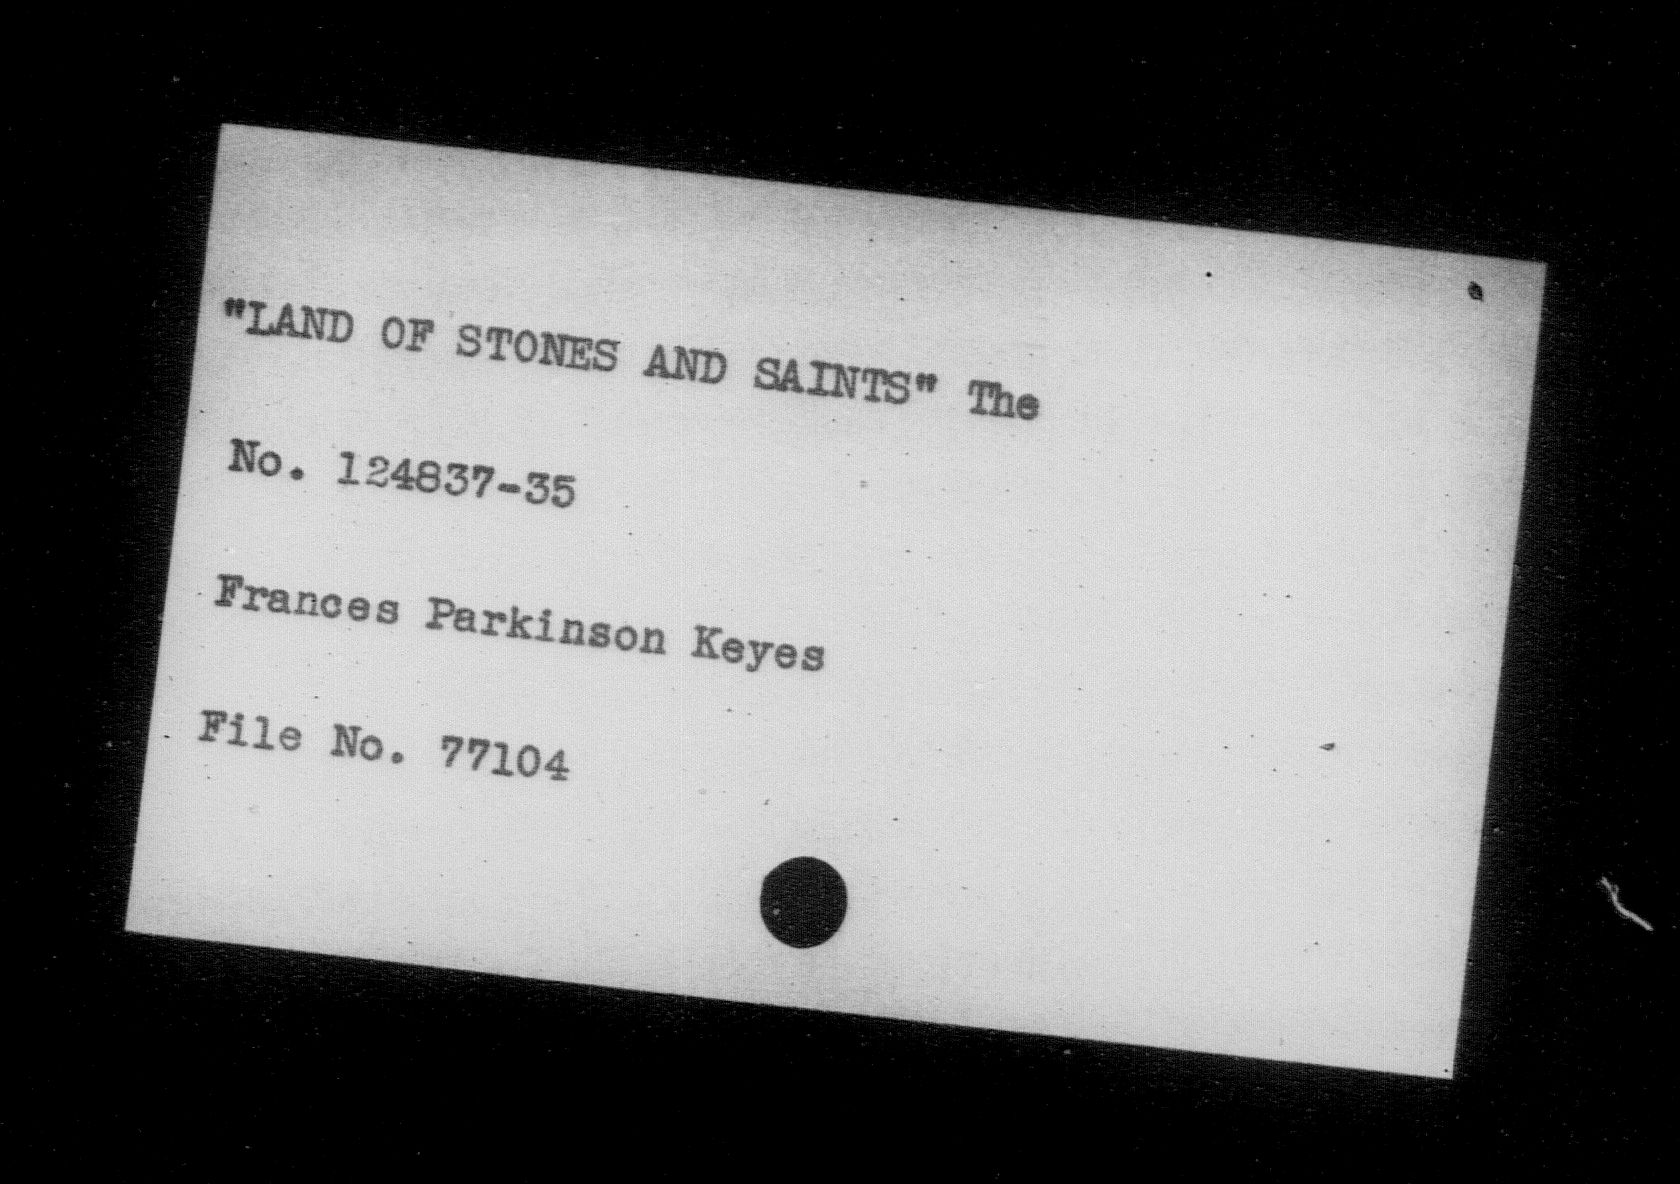 "LAND OF STONES AND SAINTS" The
No. 124837-35
Frances Parkinson Keyes
File No. 77104